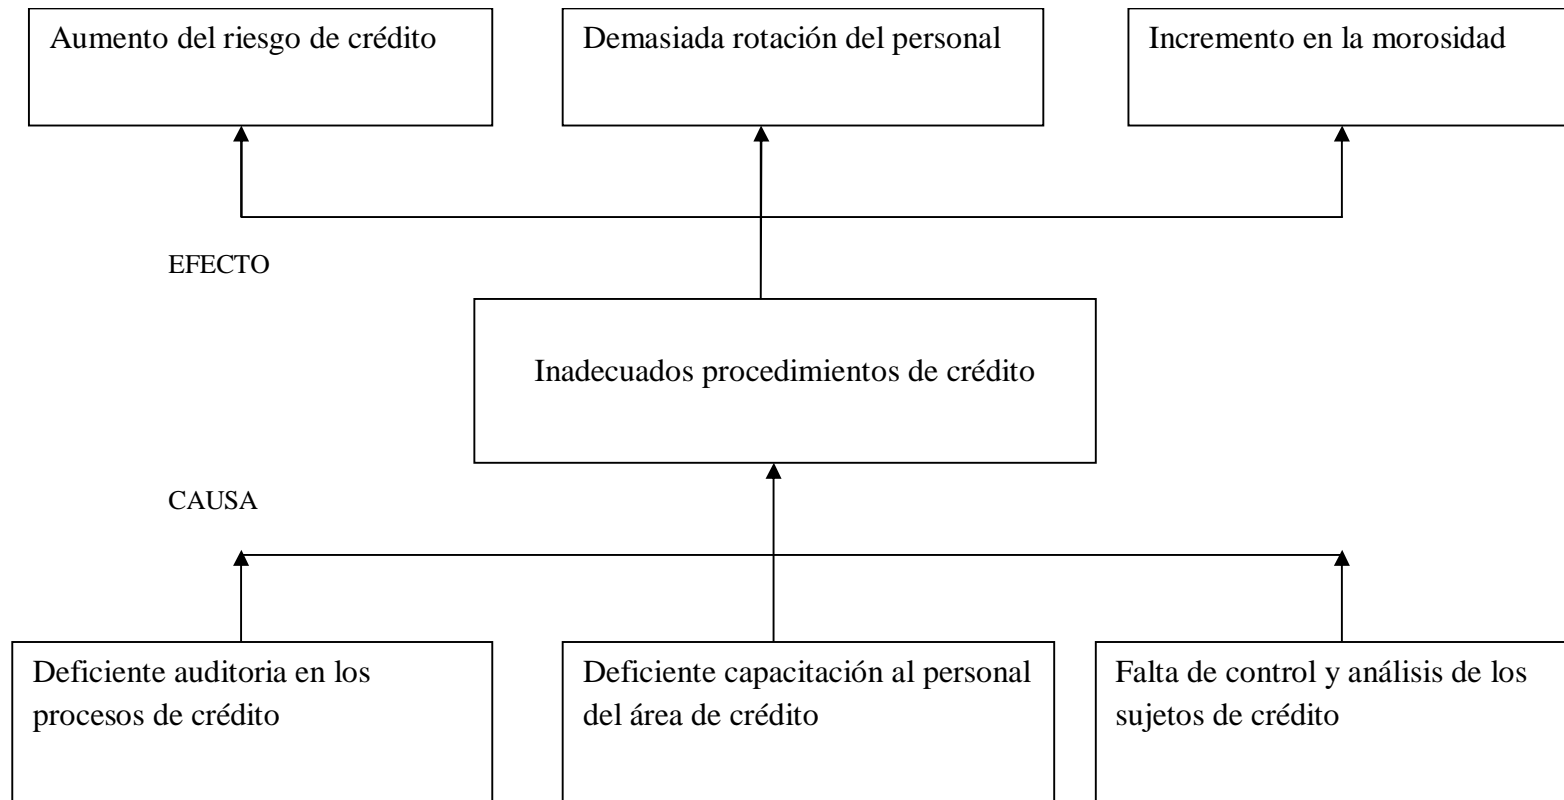 Aumento del riesgo de crédito
Demasiada rotación del personal
Incremento en la morosidad
EFECTO
Inadecuados procedimientos de crédito
CAUSA
Deficiente auditoria en los
procesos de crédito
Deficiente capacitación al personal
del área de crédito
Falta de control y análisis de los
sujetos de crédito